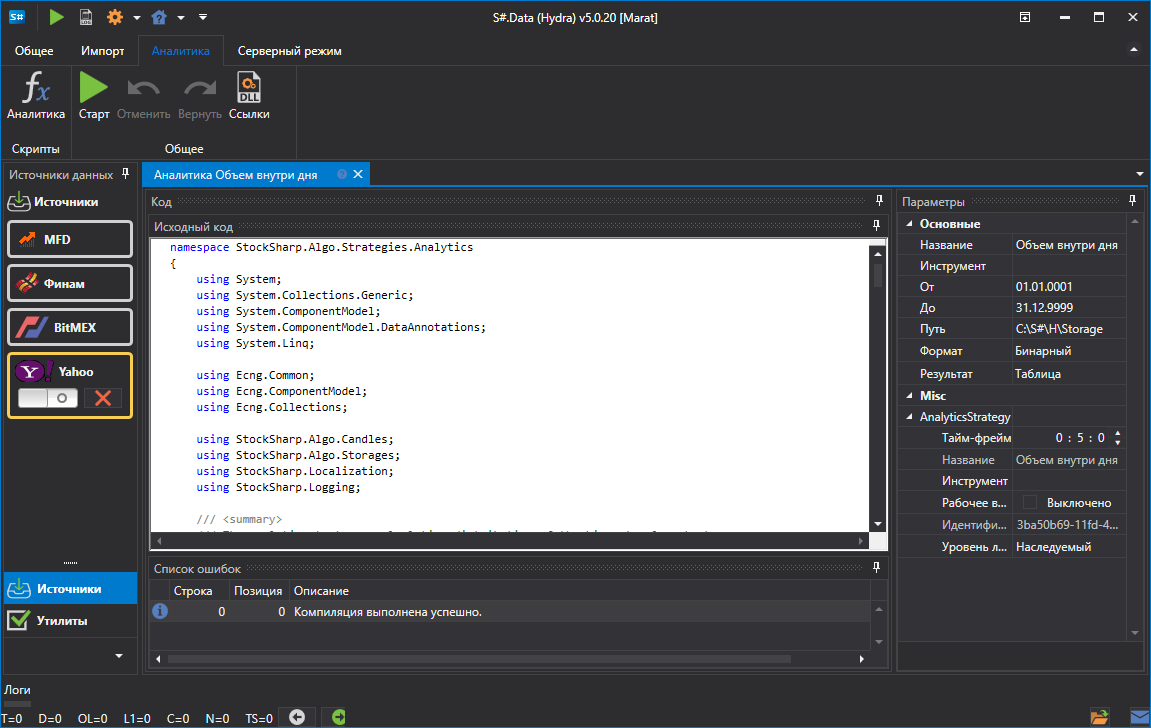 S#
LOG
S#.Data (Hydra) v5.0.20 [Marat]
Общее Импорт Аналитика Серверный режим
fx
DLL
Аналитика Старт Отменить Вернуть Ссылки
Скрипты Общее
Источники данных
Источники
MFD
Финам
BitMEX
Y! Yahoo
Источники
Утилиты
Аналитика Объем внутри дня
Код
Исходный код
namespace StockSharp.Algo.Strategies.Analytics
{
using System;
using System.Collections.Generic;
using System.ComponentModel;
using System.ComponentModel.DataAnnotations;
using System.Linq;
using Ecng.Common;
using Ecng.ComponentModel;
using Ecng.Collections;
using StockSharp.Algo.Candles;
using StockSharp.Algo.Storages;
using StockSharp.Localization;
using StockSharp.Logging;
/// <summary>
Список ошибок
Строка Позиция Описание
0 0 Компиляция выполнена успешно.
Параметры
Основные
Название Объем внутри дня
Инструмент
От 01.01.0001
До 31.12.9999
Путь C:\S#\H\Storage
Формат Бинарный
Результат Таблица
Misc
AnalyticsStrategy
Тайм-фрейм 0 : 5 : 0
Название Объем внутри дня
Инструмент
Рабочее в... Выключено
Идентифи... 3ba50b69-11fd-4...
Уровень л... Наследуемый
Логи
T=0 D=0 OL=0 L1=0 C=0 N=0 TS=0